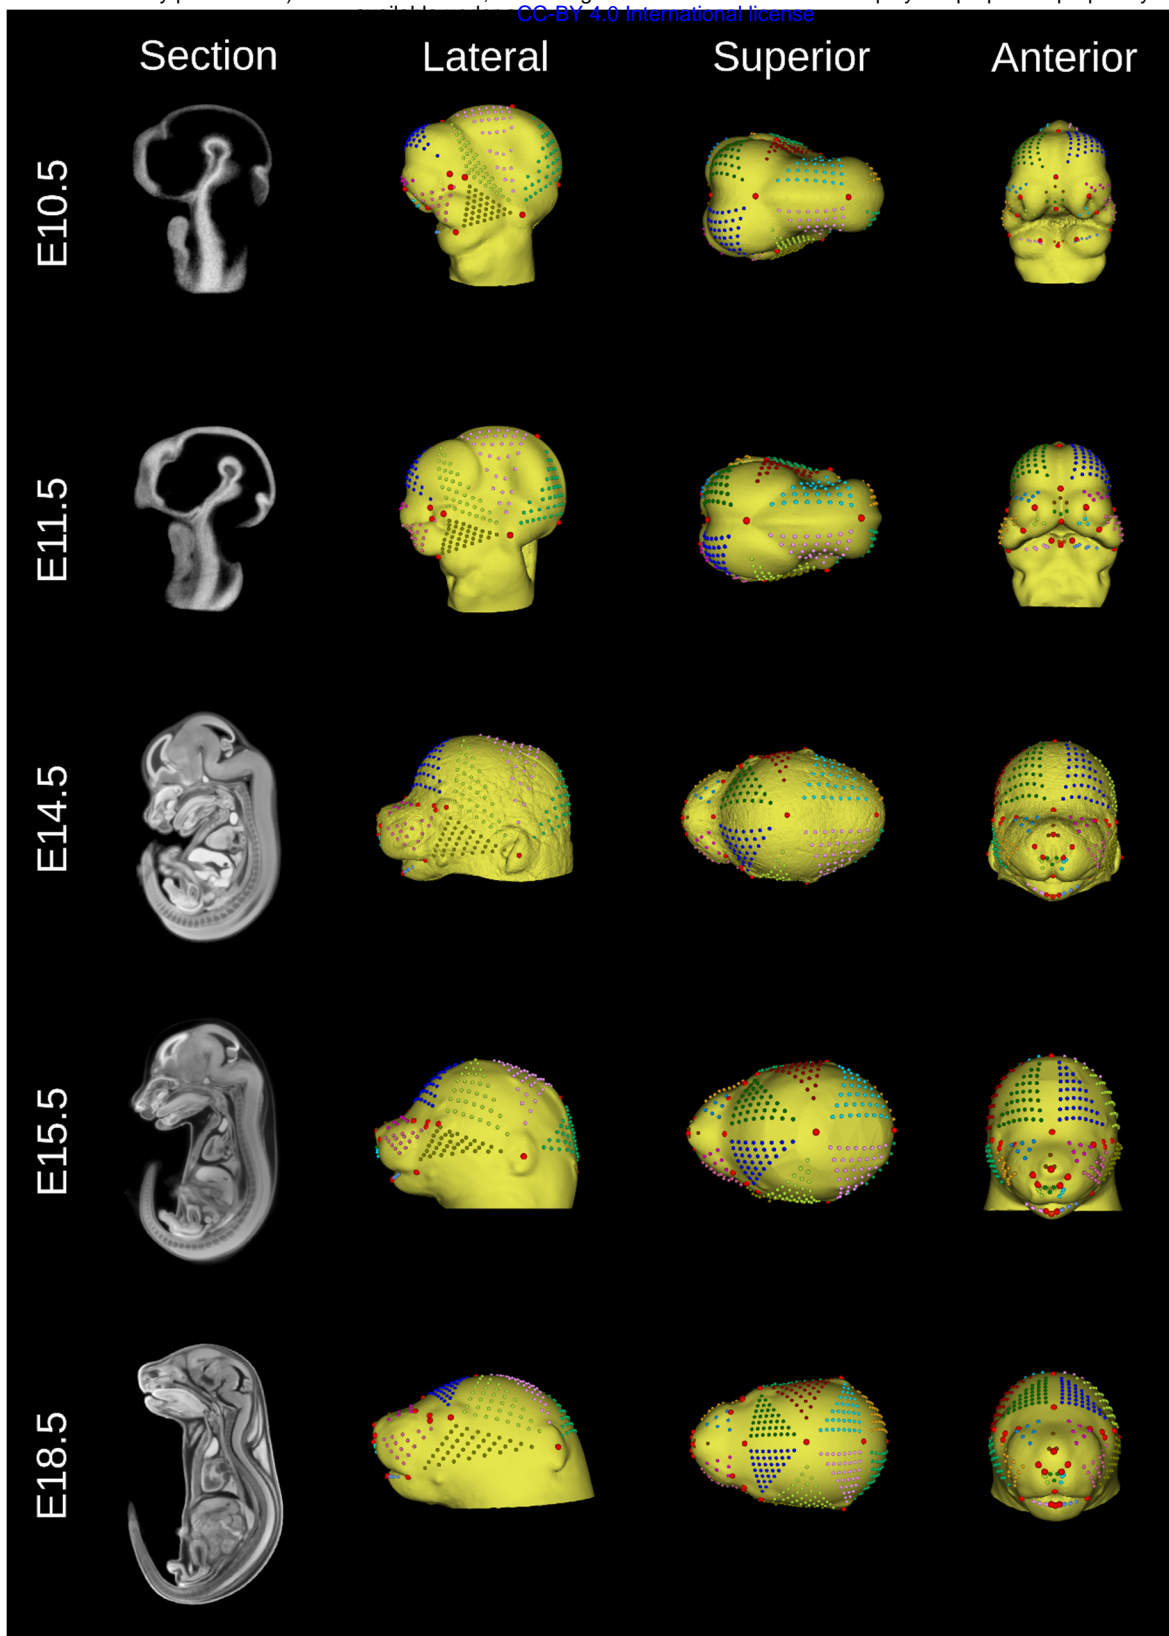 CC-BY 4.0 International license
Section Lateral Superior Anterior
E10.5
E11.5
E14.5
E15.5
E18.5